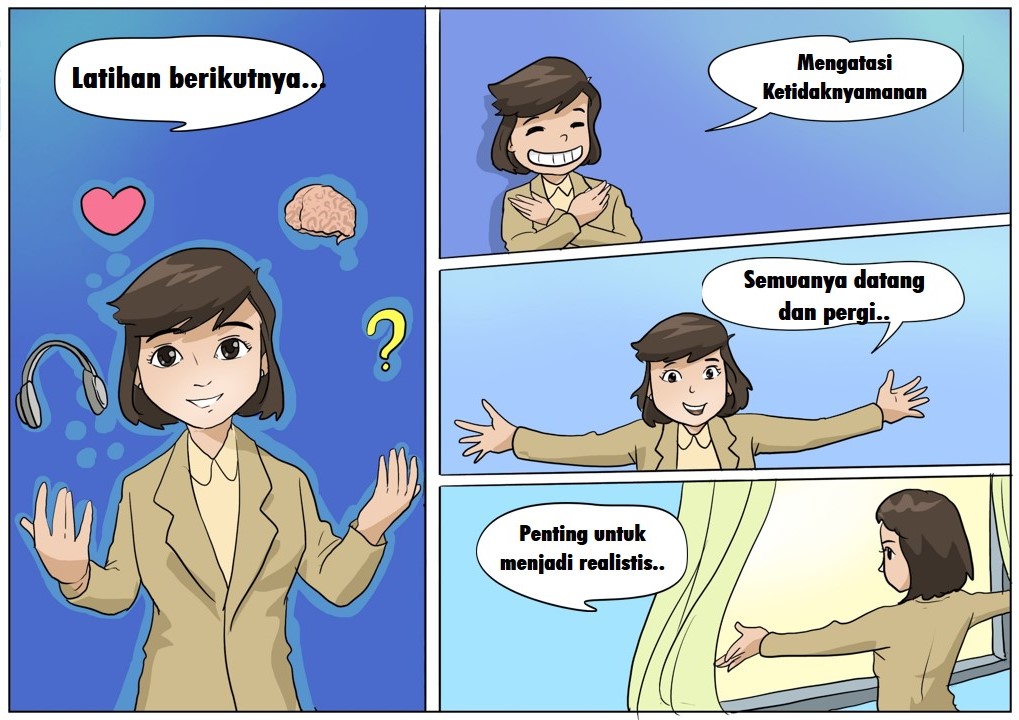 Latihan berikutnya...
Mengatasi
Ketidaknyamanan
Semuanya datang
dan pergi..
Penting untuk
menjadi realistis..